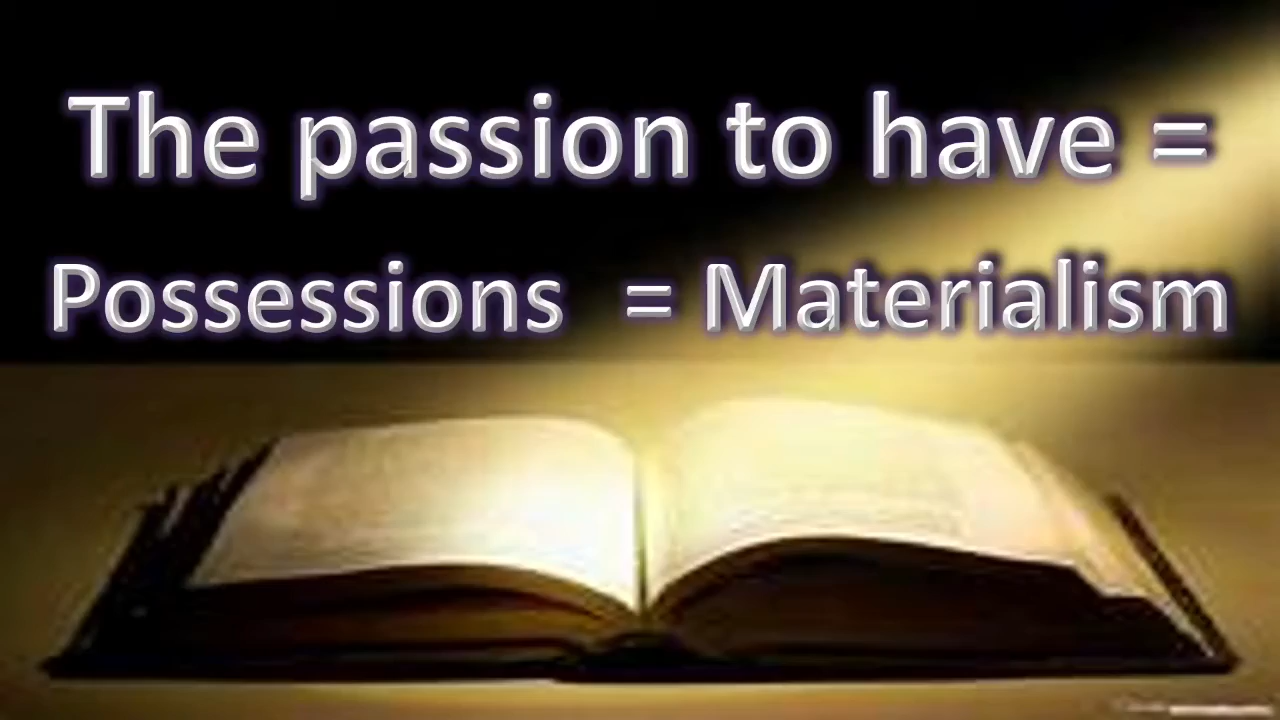 The passion to have =
Possessions = Materialism